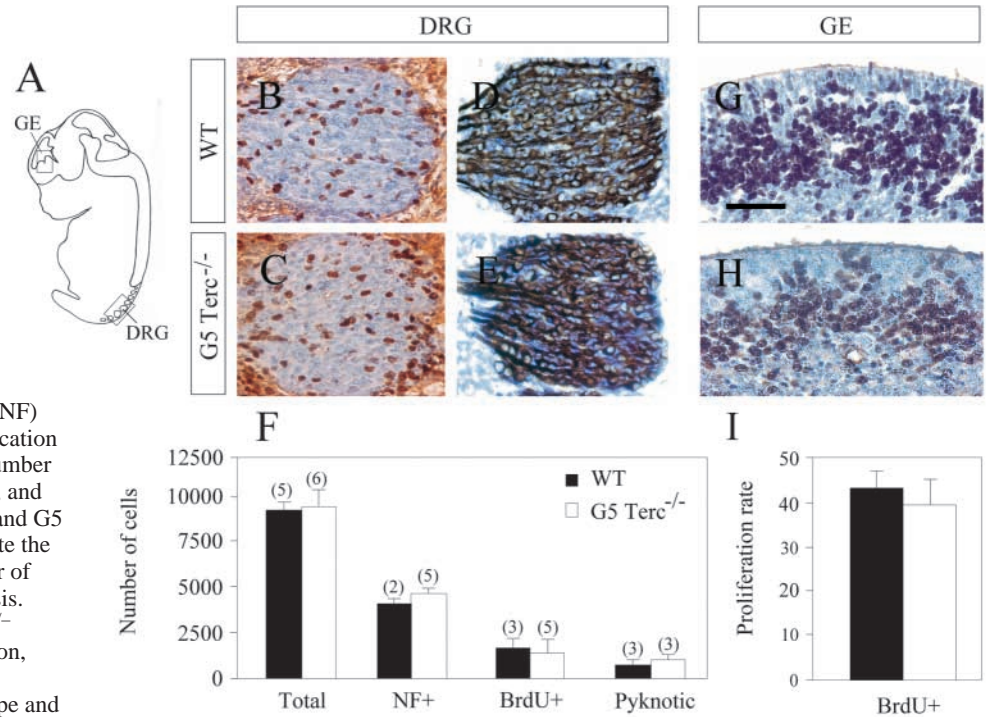 DRG
GE
A
GE
DRG
WT
G5 Terc-/-
B
D
G
C
E
H
NF)
cation
umber
and
and G5
te the
r of
sis.
/–
on,
pe and
F
Number of cells
12500
10000
7500
5000
2500
0
(5)
(6)
(2)
(5)
(3)
(5)
(3)
(3)
WT
G5 Terc-/-
Total
NF+
BrdU+
Pyknotic
I
Proliferation rate
50
40
30
20
10
0
BrdU+